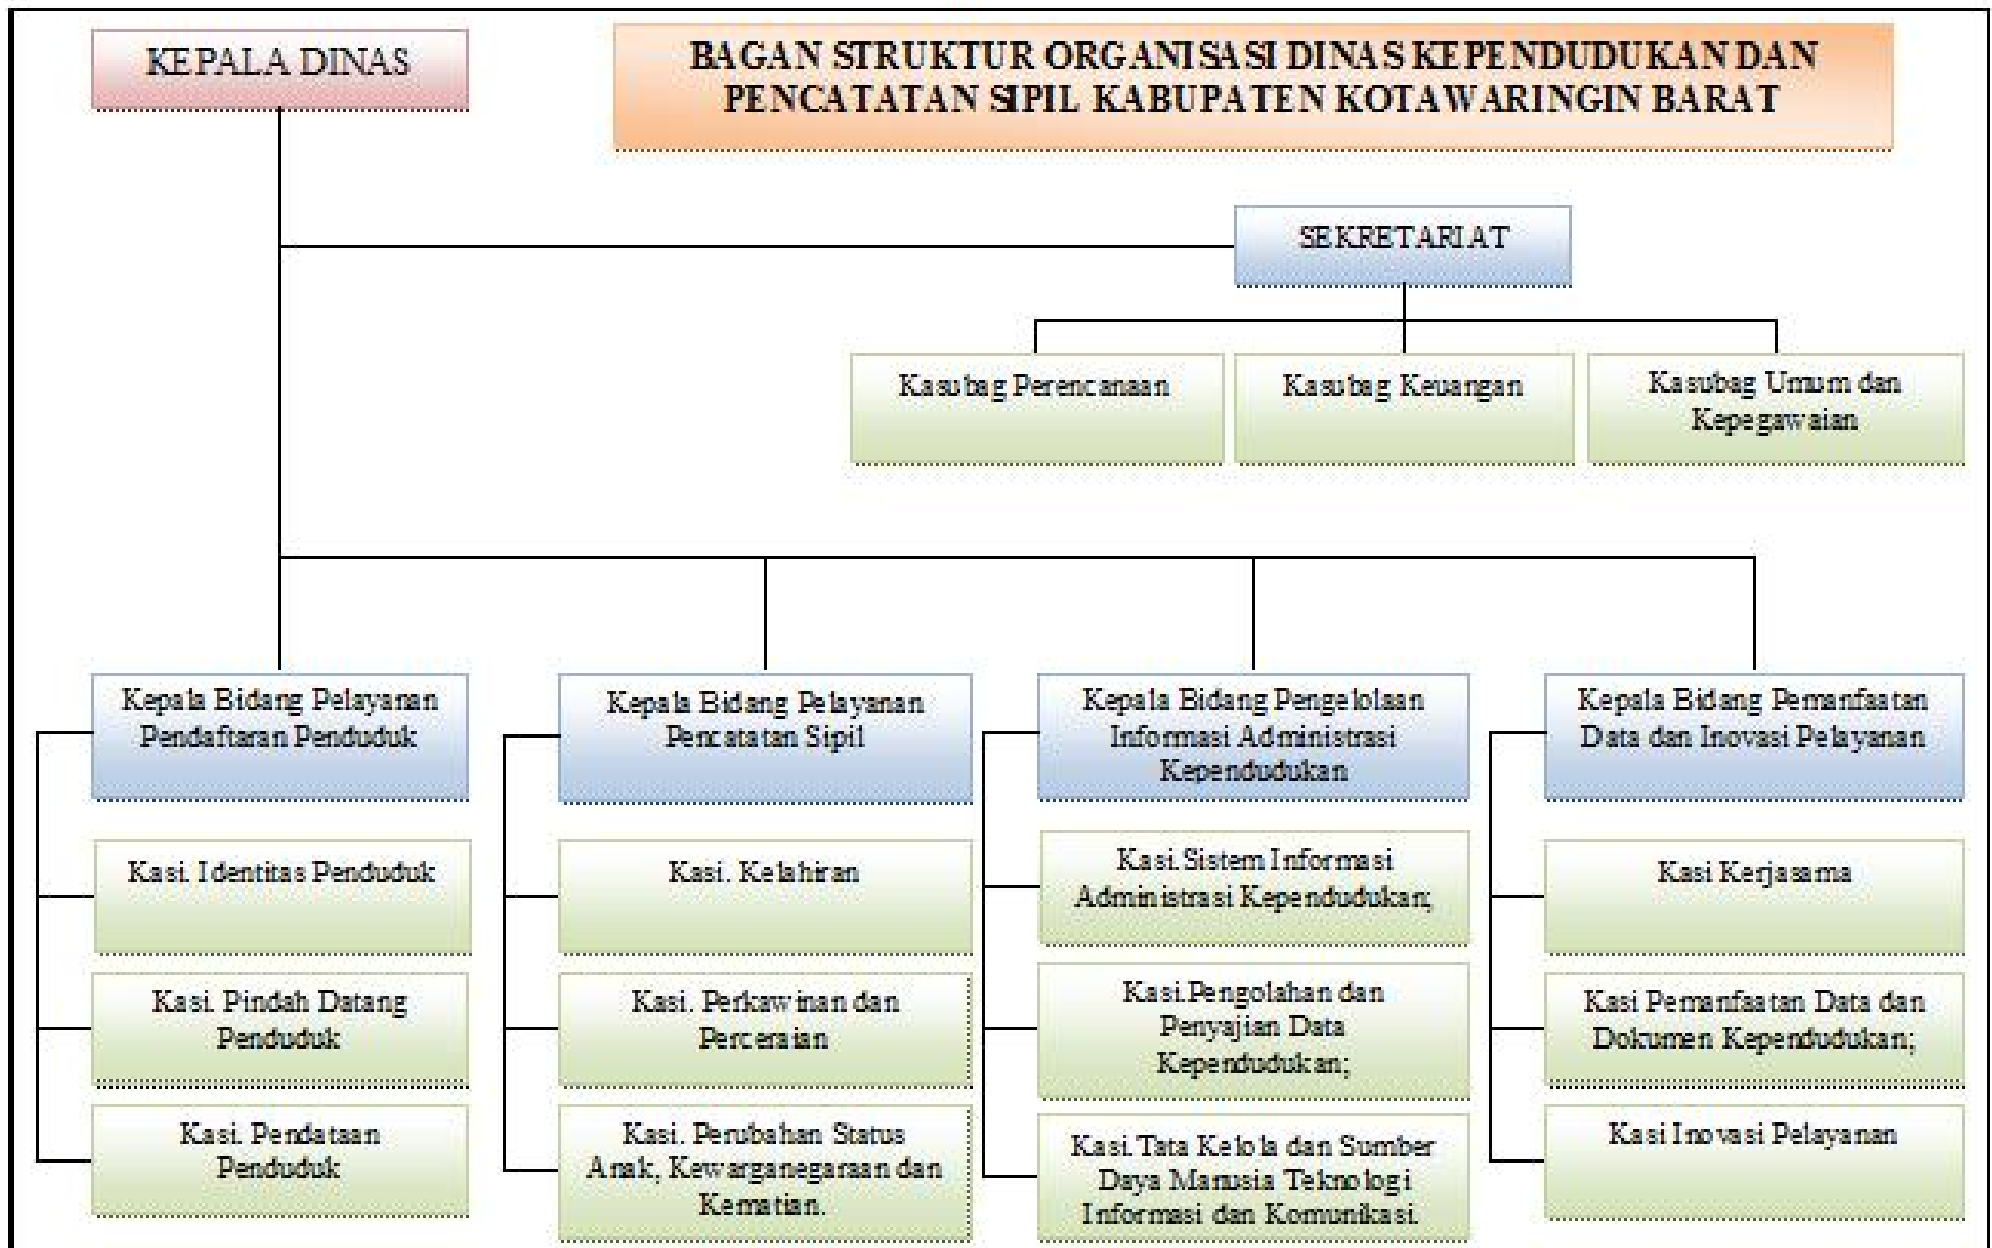 KEPALA DINAS
BAGAN STRUKTUR ORGANISASI DINAS KEPENDUDUKAN DAN
PENCATATAN SIPIL KABUPATEN KOTAWARINGIN BARAT
SEKRETARIAT
Kasubag Perencanaan
Kasubag Keuangan
Kasubag Umum dan
Kepegawaian
Kepala Bidang Pelayanan
Pendaftaran Penduduk
Kepala Bidang Pelayanan
Pencatatan Sipil
Kepala Bidang Pengelolaan
Informasi Administrasi
Kependudukan
Kepala Bidang Pemanfaatan
Data dan Inovasi Pelayanan
Kasi. Identitas Penduduk
Kasi. Kelahiran
Kasi.Sistem Informasi
Administrasi Kependudukan;
Kasi Kerjasama
Kasi. Pindah Datang
Penduduk
Kasi. Perkawinan dan
Perceraian
Kasi.Pengolahan dan
Penyajian Data
Kependudukan;
Kasi Pemanfaatan Data dan
Dokumen Kependudukan;
Kasi. Pendataan
Penduduk
Kasi. Perubahan Status
Anak, Kewarganegaraan dan
Kematian.
Kasi.Tata Kelola dan Sumber
Daya Manusia Teknologi
Informasi dan Komunikasi.
Kasi Inovasi Pelayanan